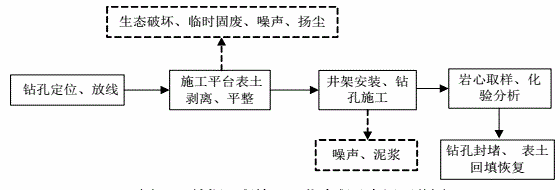 生态破坏、临时固废、噪声、扬尘
钻孔定位、放线
施工平台表土
剥离、平整
井架安装、钻
孔施工
岩心取样、化
验分析
噪声、泥浆
钻孔封堵、表土
回填恢复